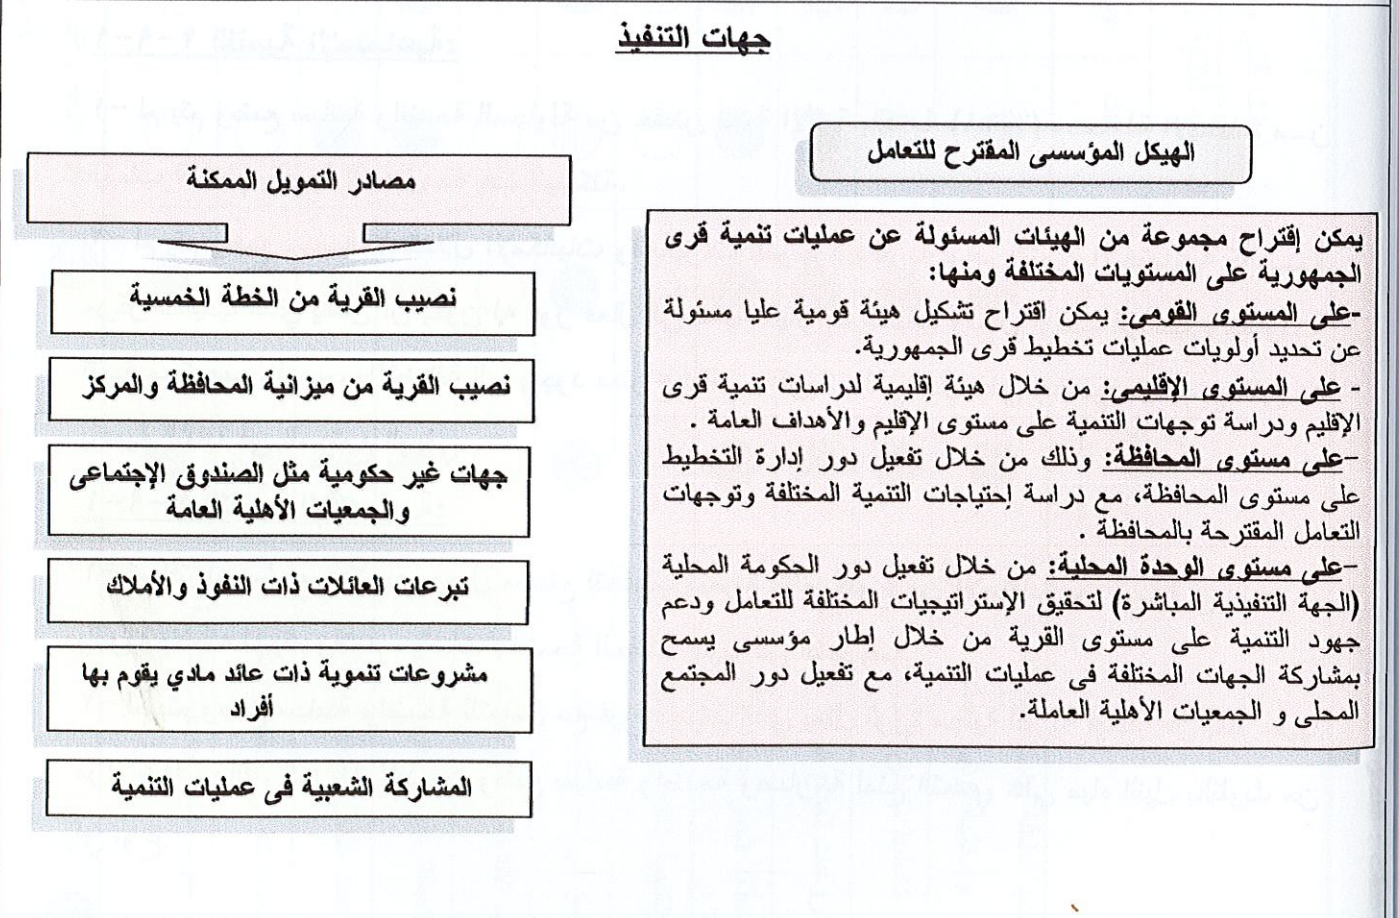 جهات التنفيذ
الهيكل المؤسسى المقترح للتعامل
يمكن إقتراح مجموعة من الهيئات المسئولة عن عمليات تنمية قرى
الجمهورية على المستويات المختلفة ومنها:
-على المستوى القومى: يمكن اقتراح تشكيل هيئة قومية عليا مسئولة
عن تحديد أولويات عمليات تخطيط قرى الجمهورية.
- على المستوى الإقليمى: من خلال هيئة إقليمية لدراسات تنمية قرى
الإقليم ودراسة توجهات التنمية على مستوى الإقليم والأهداف العامة .
-على مستوى المحافظة: وذلك من خلال تفعيل دور إدارة التخطيط
على مستوى المحافظة، مع دراسة إحتياجات التنمية المختلفة وتوجهات
التعامل المقترحة بالمحافظة .
-على مستوى الوحدة المحلية: من خلال تفعيل دور الحكومة المحلية
(الجهة التنفيذية المباشرة) لتحقيق الإستراتيجيات المختلفة للتعامل ودعم
جهود التنمية على مستوى القرية من خلال إطار مؤسسى يسمح
بمشاركة الجهات المختلفة فى عمليات التنمية، مع تفعيل دور المجتمع
المحلى و الجمعيات الأهلية العاملة.
مصادر التمويل الممكنة
نصيب القرية من الخطة الخمسية
نصيب القرية من ميزانية المحافظة والمركز
جهات غير حكومية مثل الصندوق الإجتماعى
والجمعيات الأهلية العامة
تبرعات العائلات ذات النفوذ والأملاك
مشروعات تنموية ذات عائد مادي يقوم بها
أفراد
المشاركة الشعبية فى عمليات التنمية